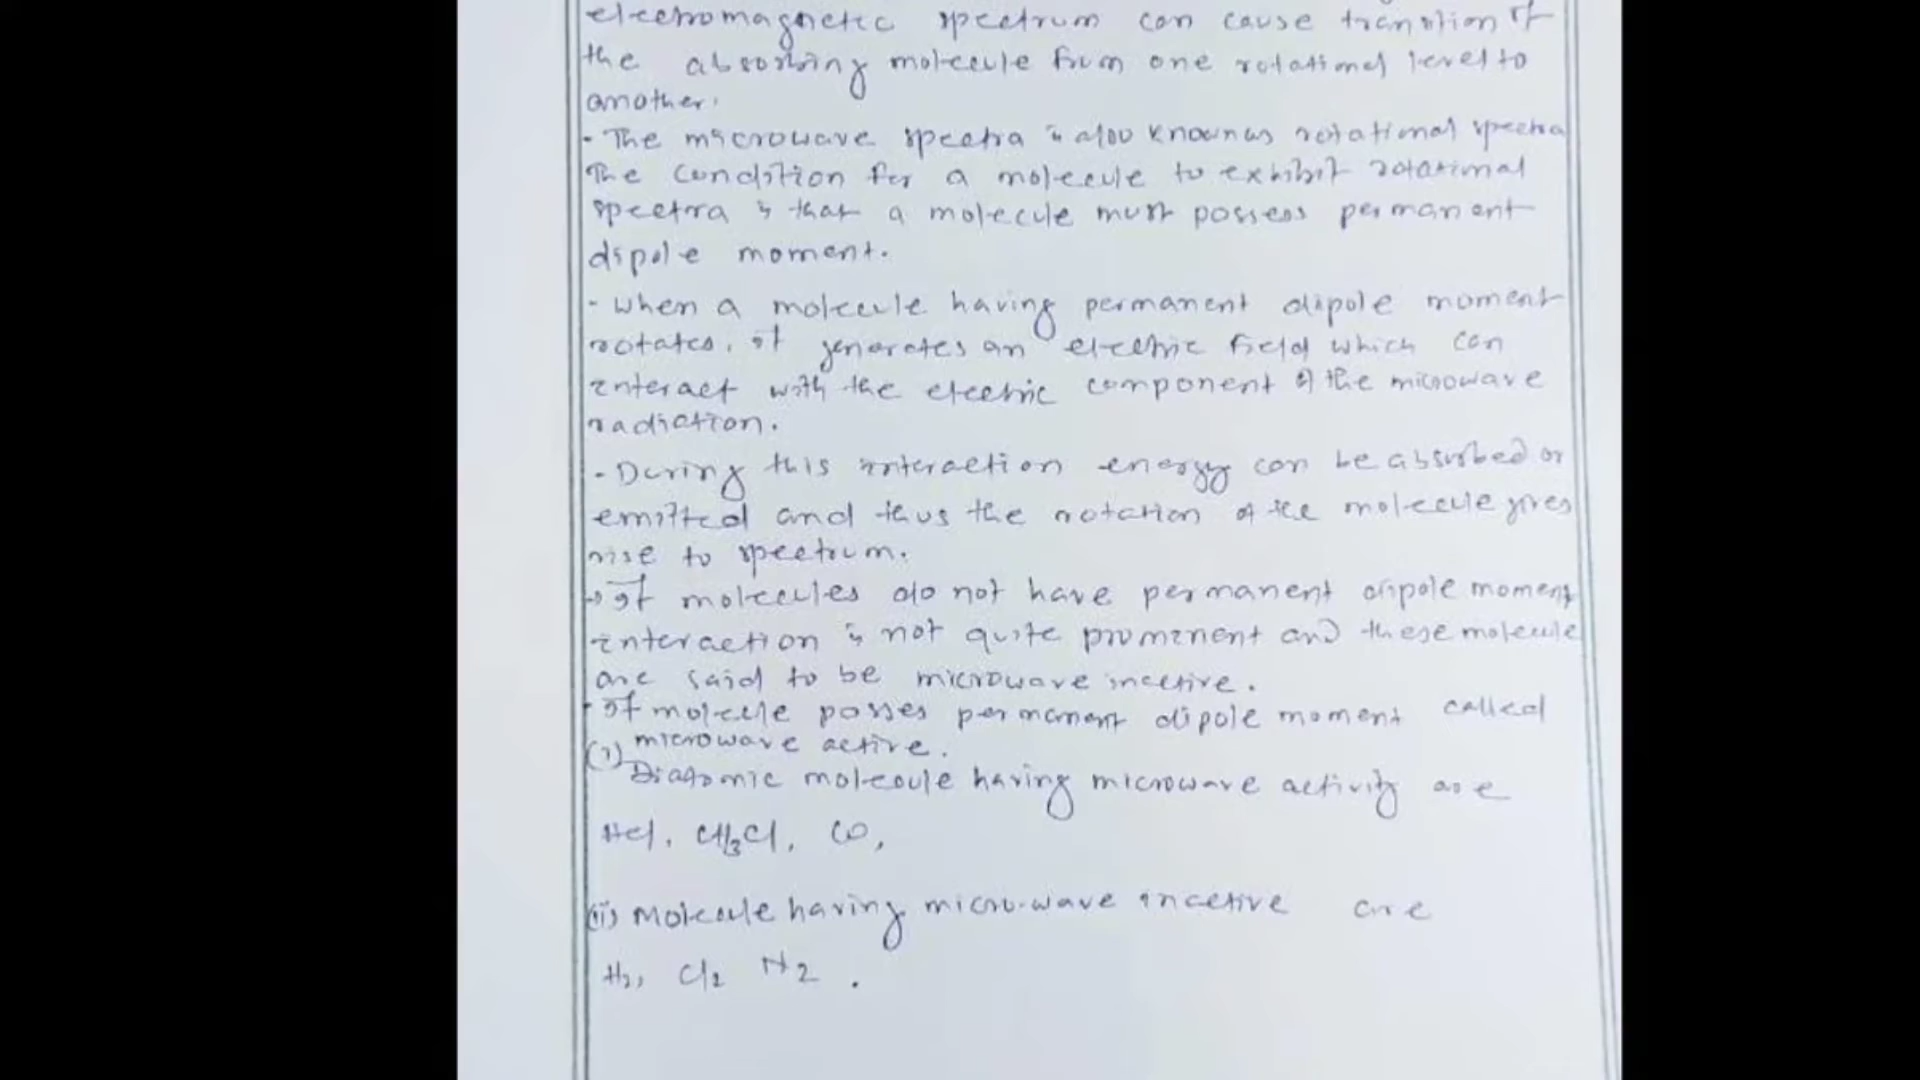 electromagnetic spectrum can cause transition of
the absorbing molecule from one rotational level to
another.
- The microwave spectra is also known as rotational spectra
The condition for a molecule to exhibit rotational
spectra is that a molecule must possess permanent
dipole moment.
- when a molecule having permanent dipole moment
rotates, it generates an electric field which can
interact with the electric component of the microwave
radiation.
- During this interaction energy can be absorbed or
emitted and thus the rotation of the molecule gives
rise to spectrum.
→ If molecules do not have permanent dipole moment
interaction is not quite prominent and these molecule
are said to be microwave inactive.
- If molecule posses permanent dipole moment called
microwave active.
(i) Diatomic molecule having microwave activity are
HCl, CH3Cl, CO,
(ii) Molecule having micro-wave inactive are
H2, Cl2 N2 .